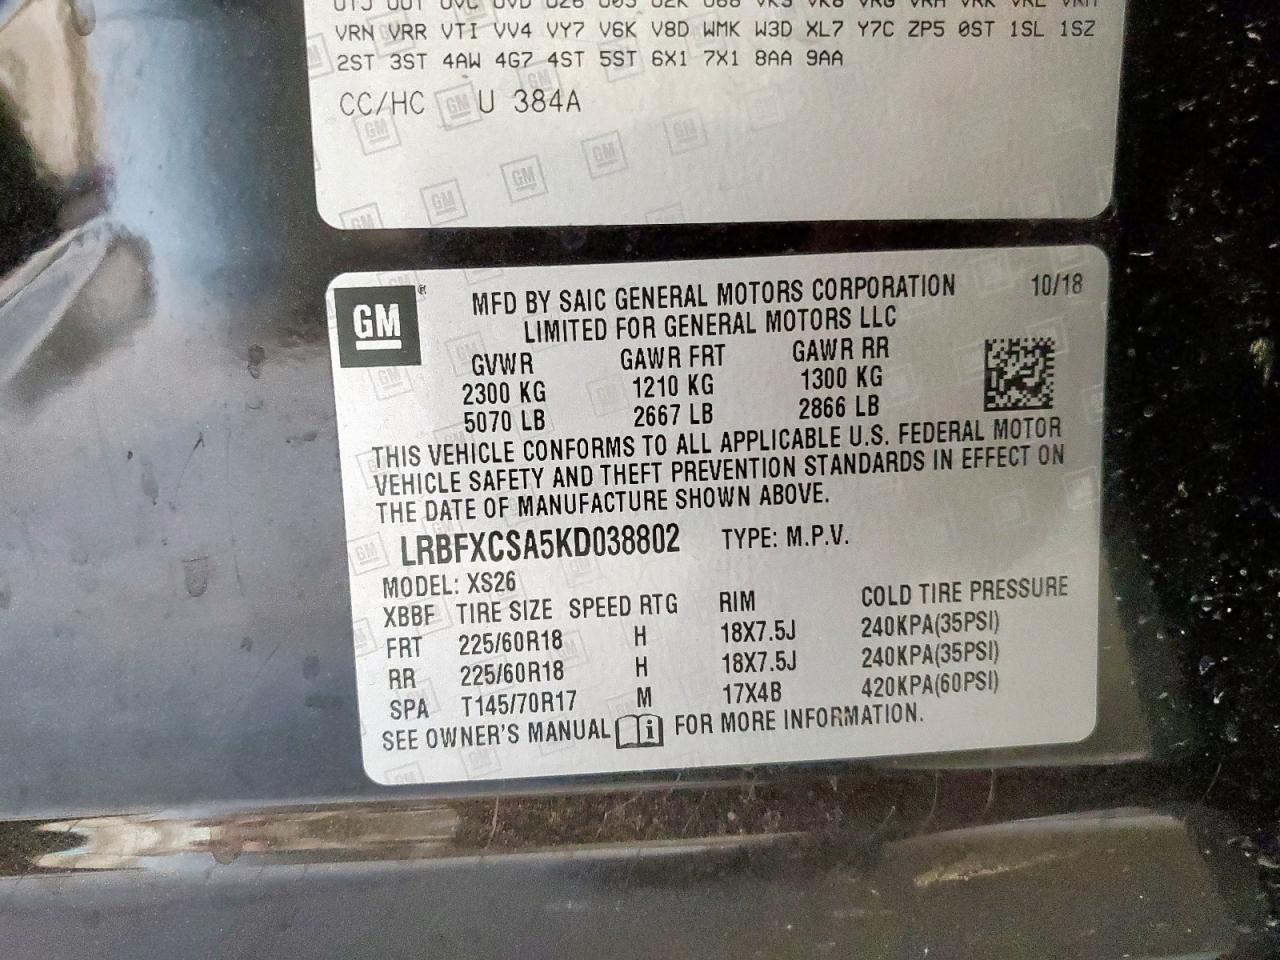 VRN VRR VTI VV4 VY7 V6K V8D WMK W3D XL7 Y7C ZP5 0ST 1SL 1SZ
2ST 3ST 4AW 4G7 4ST 5ST 6X1 7X1 8AA 9AA
CC/HC U 384A
GM® MFD BY SAIC GENERAL MOTORS CORPORATION 10/18
LIMITED FOR GENERAL MOTORS LLC
GVWR GAWR FRT GAWR RR
2300 KG 1210 KG 1300 KG
5070 LB 2667 LB 2866 LB
THIS VEHICLE CONFORMS TO ALL APPLICABLE U.S. FEDERAL MOTOR
VEHICLE SAFETY AND THEFT PREVENTION STANDARDS IN EFFECT ON
THE DATE OF MANUFACTURE SHOWN ABOVE.
LRBFXCSA5KD038802 TYPE: M.P.V.
MODEL: XS26
XBBF TIRE SIZE SPEED RTG RIM COLD TIRE PRESSURE
FRT 225/60R18 H 18X7.5J 240KPA(35PSI)
RR 225/60R18 H 18X7.5J 240KPA(35PSI)
SPA T145/70R17 M 17X4B 420KPA(60PSI)
SEE OWNER'S MANUAL i FOR MORE INFORMATION.